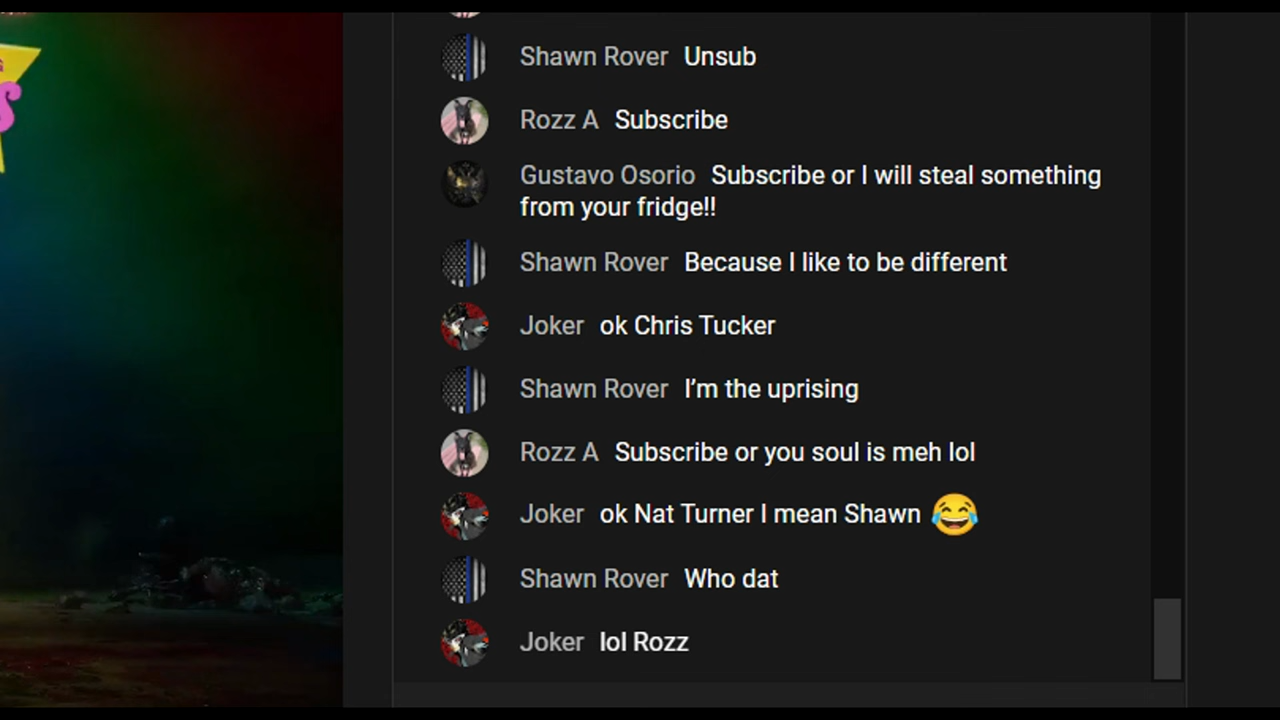 Shawn Rover Unsub
Rozz A Subscribe
Gustavo Osorio Subscribe or I will steal something
from your fridge!!
Shawn Rover Because I like to be different
Joker ok Chris Tucker
Shawn Rover I’m the uprising
Rozz A Subscribe or you soul is meh lol
Joker ok Nat Turner I mean Shawn 😂
Shawn Rover Who dat
Joker lol Rozz